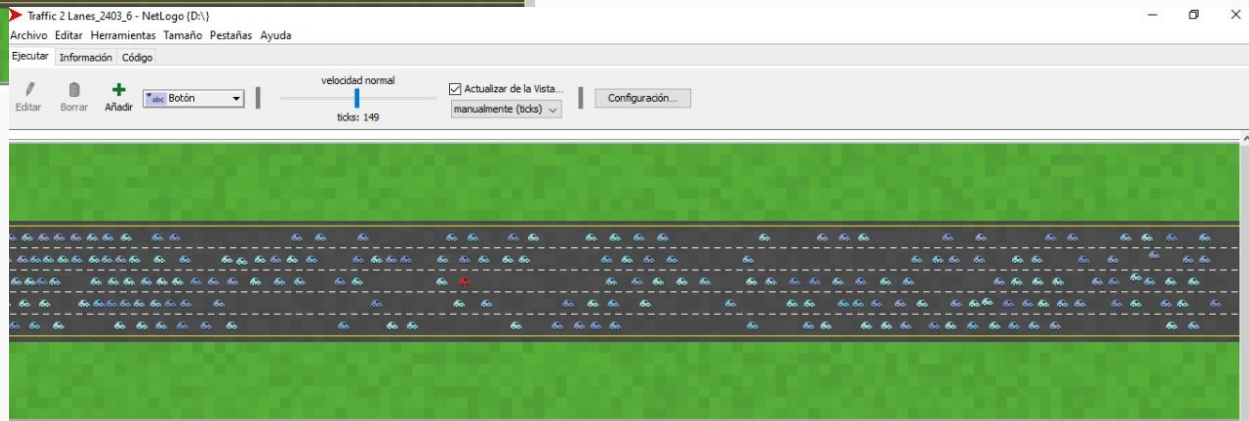 Traffic 2 Lanes_2403_6 - NetLogo {D:\}
Archivo Editar Herramientas Tamaño Pestañas Ayuda
Ejecutar Información Código
Editar Borrar Añadir abc Botón velocidad normal ticks: 149 Actualizar de la Vista... manualmente (ticks) Configuración...